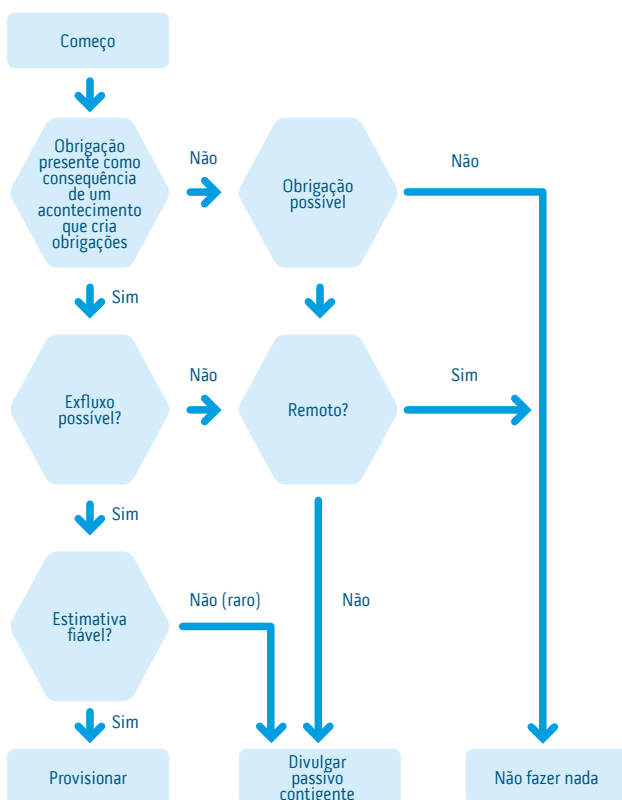 Começo
Obrigação
presente como
consequência
de um
acontecimento
que cria
obrigações
Não
Obrigação
possível
Não
Sim
Exfluxo
possível?
Não
Remoto?
Sim
Sim
Estimativa
fiável?
Não (raro)
Não
Sim
Provisionar
Divulgar
passivo
contigente
Não fazer nada